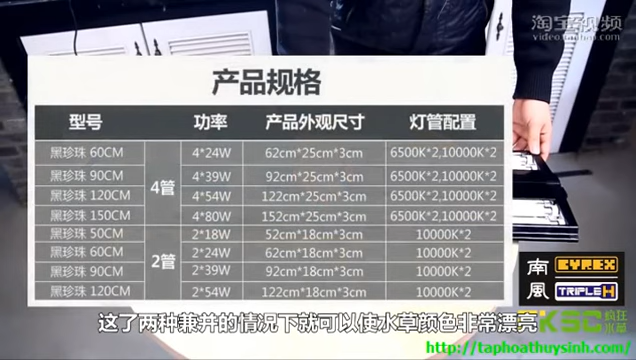 淘宝视频
video.taobao.com
产品规格
型号 功率 产品外观尺寸 灯管配置
黑珍珠 60CM 4管 4*24W 62cm*25cm*3cm 6500K*2,10000K*2
黑珍珠 90CM 4*39W 92cm*25cm*3cm 6500K*2,10000K*2
黑珍珠 120CM 4*54W 122cm*25cm*3cm 6500K*2,10000K*2
黑珍珠 150CM 4*80W 152cm*25cm*3cm 6500K*2,10000K*2
黑珍珠 50CM 2管 2*18W 52cm*18cm*3cm 10000K*2
黑珍珠 60CM 2*24W 62cm*18cm*3cm 10000K*2
黑珍珠 90CM 2*39W 92cm*18cm*3cm 10000K*2
黑珍珠 120CM 2*54W 122cm*18cm*3cm 10000K*2
南風
CYREX
TRIPLEH
这了两种兼并的情况下就可以使水草颜色非常漂亮
KSC
疯狂水草
http://taphoathuysinh.com/